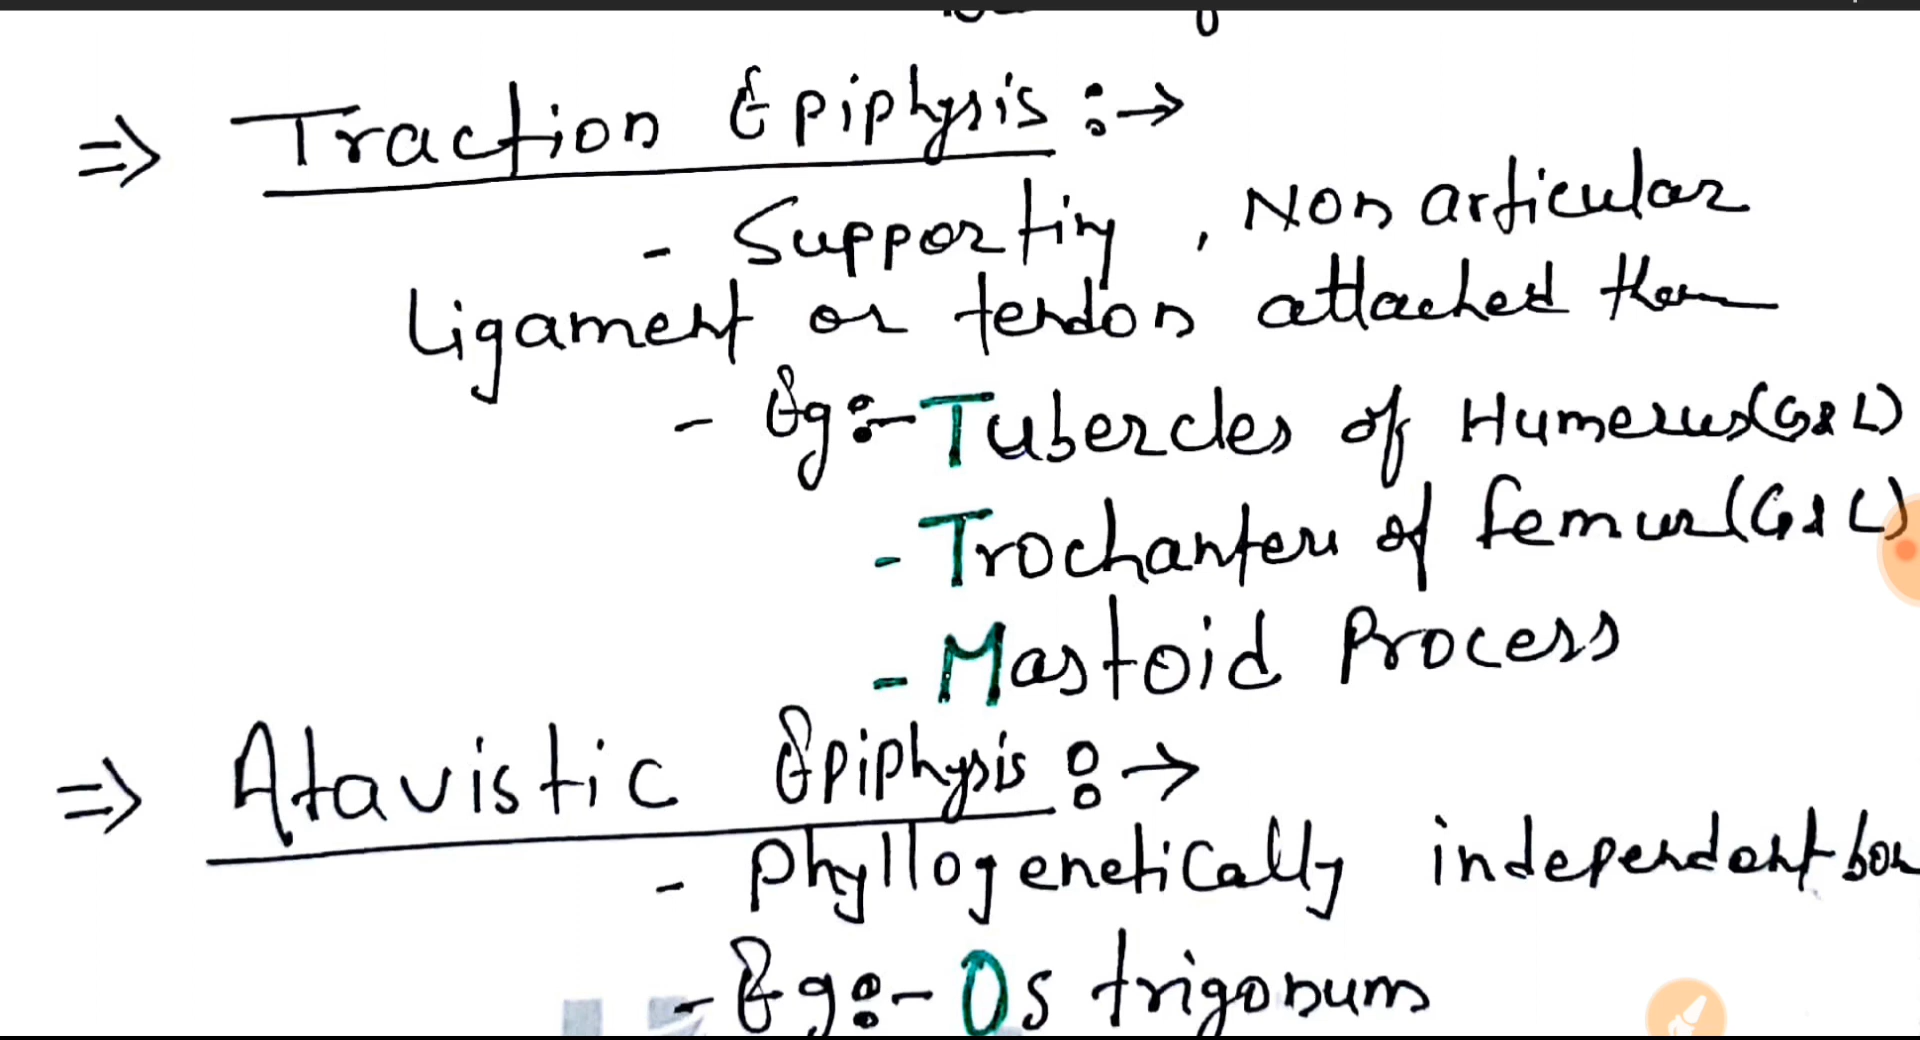 ⇒ Traction Epiphysis :→
- Supporting , Non articular
Ligament or tendon attached them
- Eg:- Tubercles of Humerus (G & L)
- Trochanters of femur (G & L)
- Mastoid Process
⇒ Atavistic Epiphysis :→
- Phyllogenetically independent bon
- Eg:- Os trigonum